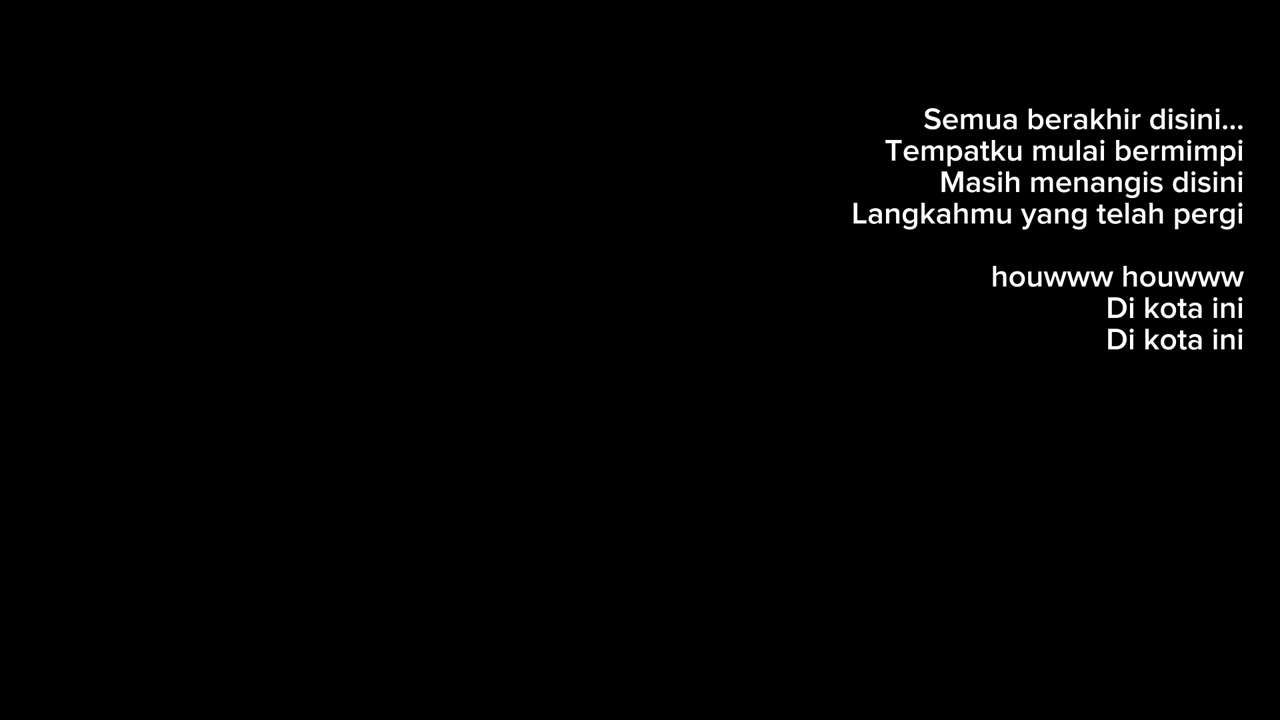 Semua berakhir disini...
Tempatku mulai bermimpi
Masih menangis disini
Langkahmu yang telah pergi
houwww houwww
Di kota ini
Di kota ini